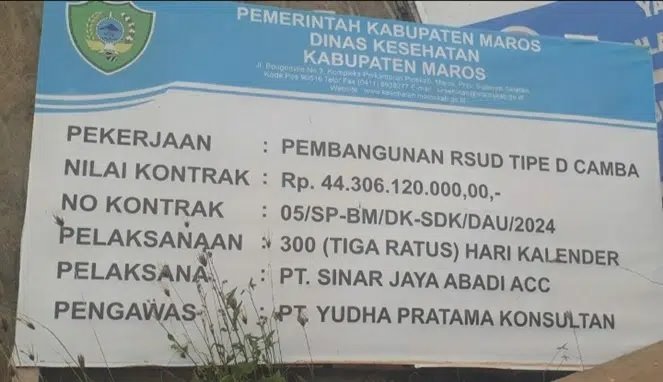 PEMERINTAH KABUPATEN MAROS
DINAS KESEHATAN
KABUPATEN MAROS
PEKERJAAN : PEMBANGUNAN RSUD TIPE D CAMBA
NILAI KONTRAK : Rp. 44.306.120.000,00,-
NO KONTRAK : 05/SP-BM/DK-SDK/DAU/2024
PELAKSANAAN : 300 (TIGA RATUS) HARI KALENDER
PELAKSANA : PT. SINAR JAYA ABADI ACC
PENGAWAS : PT. YUDHA PRATAMA KONSULTAN